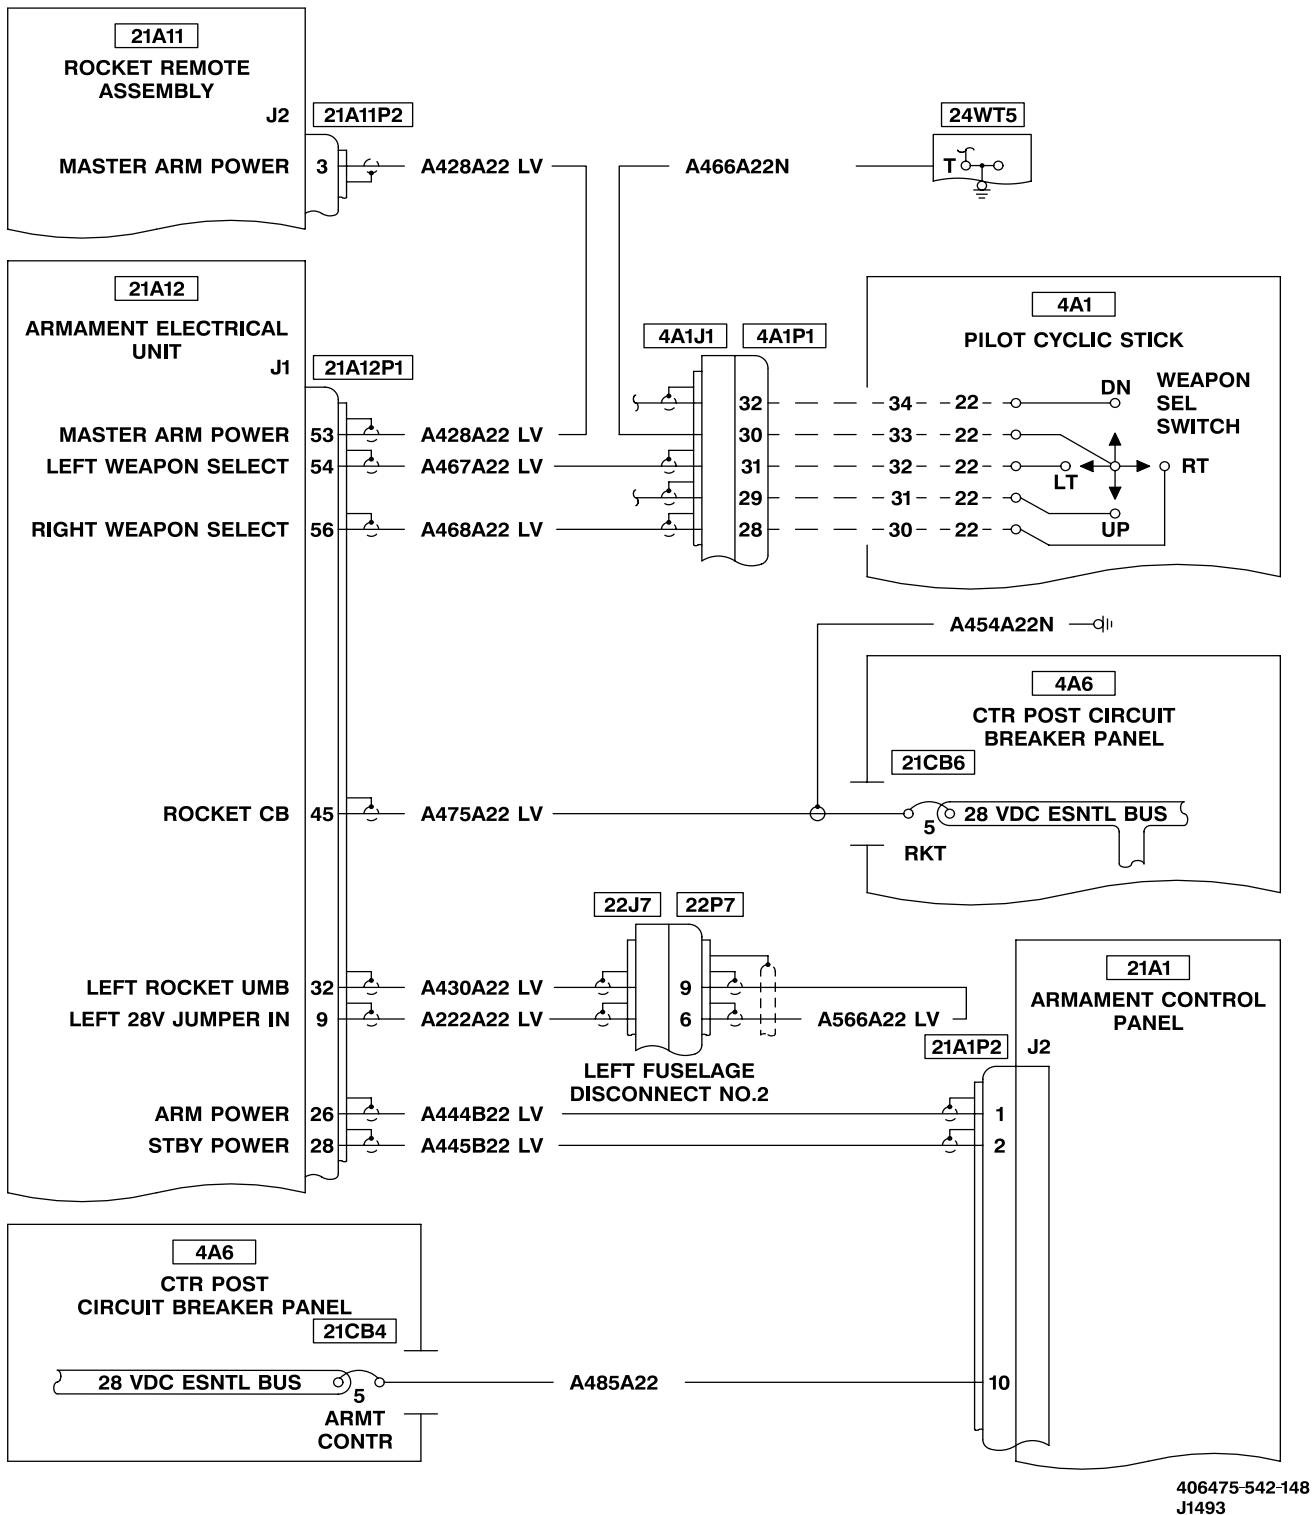 21A11
ROCKET REMOTE
ASSEMBLY
J2
21A11P2
MASTER ARM POWER 3 A428A22 LV
A466A22N
24WT5
T
21A12
ARMAMENT ELECTRICAL
UNIT
J1
21A12P1
4A1J1
4A1P1
4A1
PILOT CYCLIC STICK
WEAPON
SEL
SWITCH
DN
32 34 22
MASTER ARM POWER 53 A428A22 LV 30 33 22
LEFT WEAPON SELECT 54 A467A22 LV 31 32 22 LT RT
29 31 22
RIGHT WEAPON SELECT 56 A468A22 LV 28 30 22 UP
A454A22N
4A6
CTR POST CIRCUIT
BREAKER PANEL
21CB6
ROCKET CB 45 A475A22 LV 5 28 VDC ESNTL BUS
RKT
22J7
22P7
21A1
ARMAMENT CONTROL
PANEL
LEFT ROCKET UMB 32 A430A22 LV 9
LEFT 28V JUMPER IN 9 A222A22 LV 6 A566A22 LV
21A1P2
J2
LEFT FUSELAGE
DISCONNECT NO.2
ARM POWER 26 A444B22 LV 1
STBY POWER 28 A445B22 LV 2
4A6
CTR POST
CIRCUIT BREAKER PANEL
21CB4
28 VDC ESNTL BUS 5 A485A22 10
ARMT
CONTR
406475-542-148
J1493